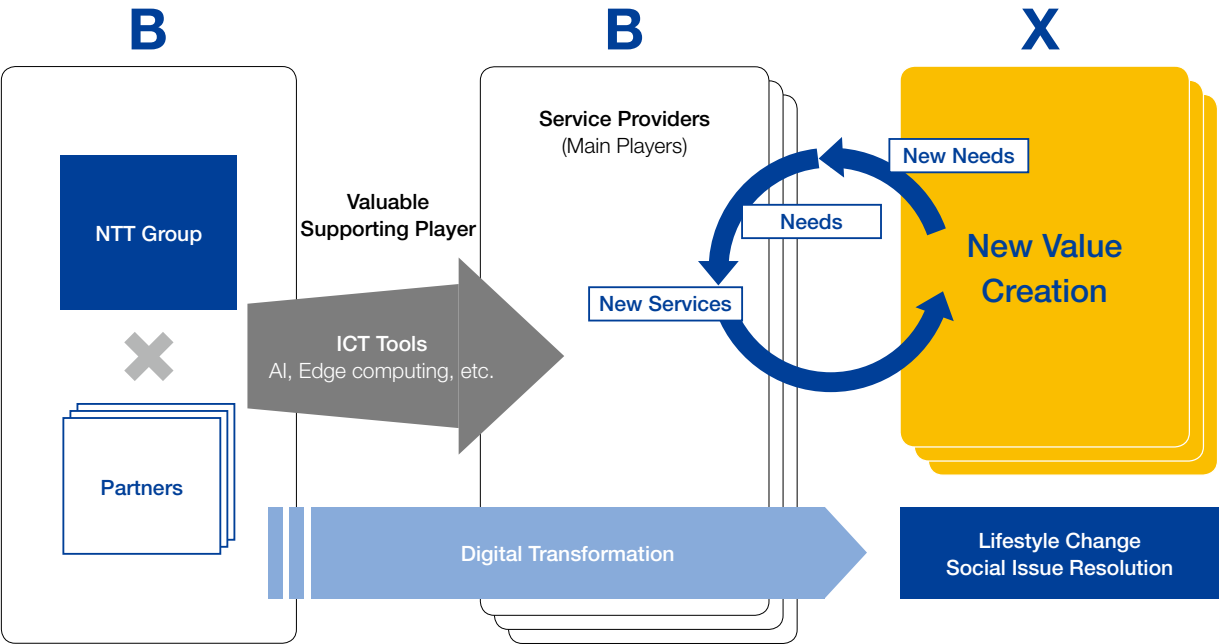 B
B
X
NTT Group
Partners
Valuable
Supporting Player
ICT Tools
AI, Edge computing, etc.
Service Providers
(Main Players)
New Needs
Needs
New Services
New Value
Creation
Digital Transformation
Lifestyle Change
Social Issue Resolution